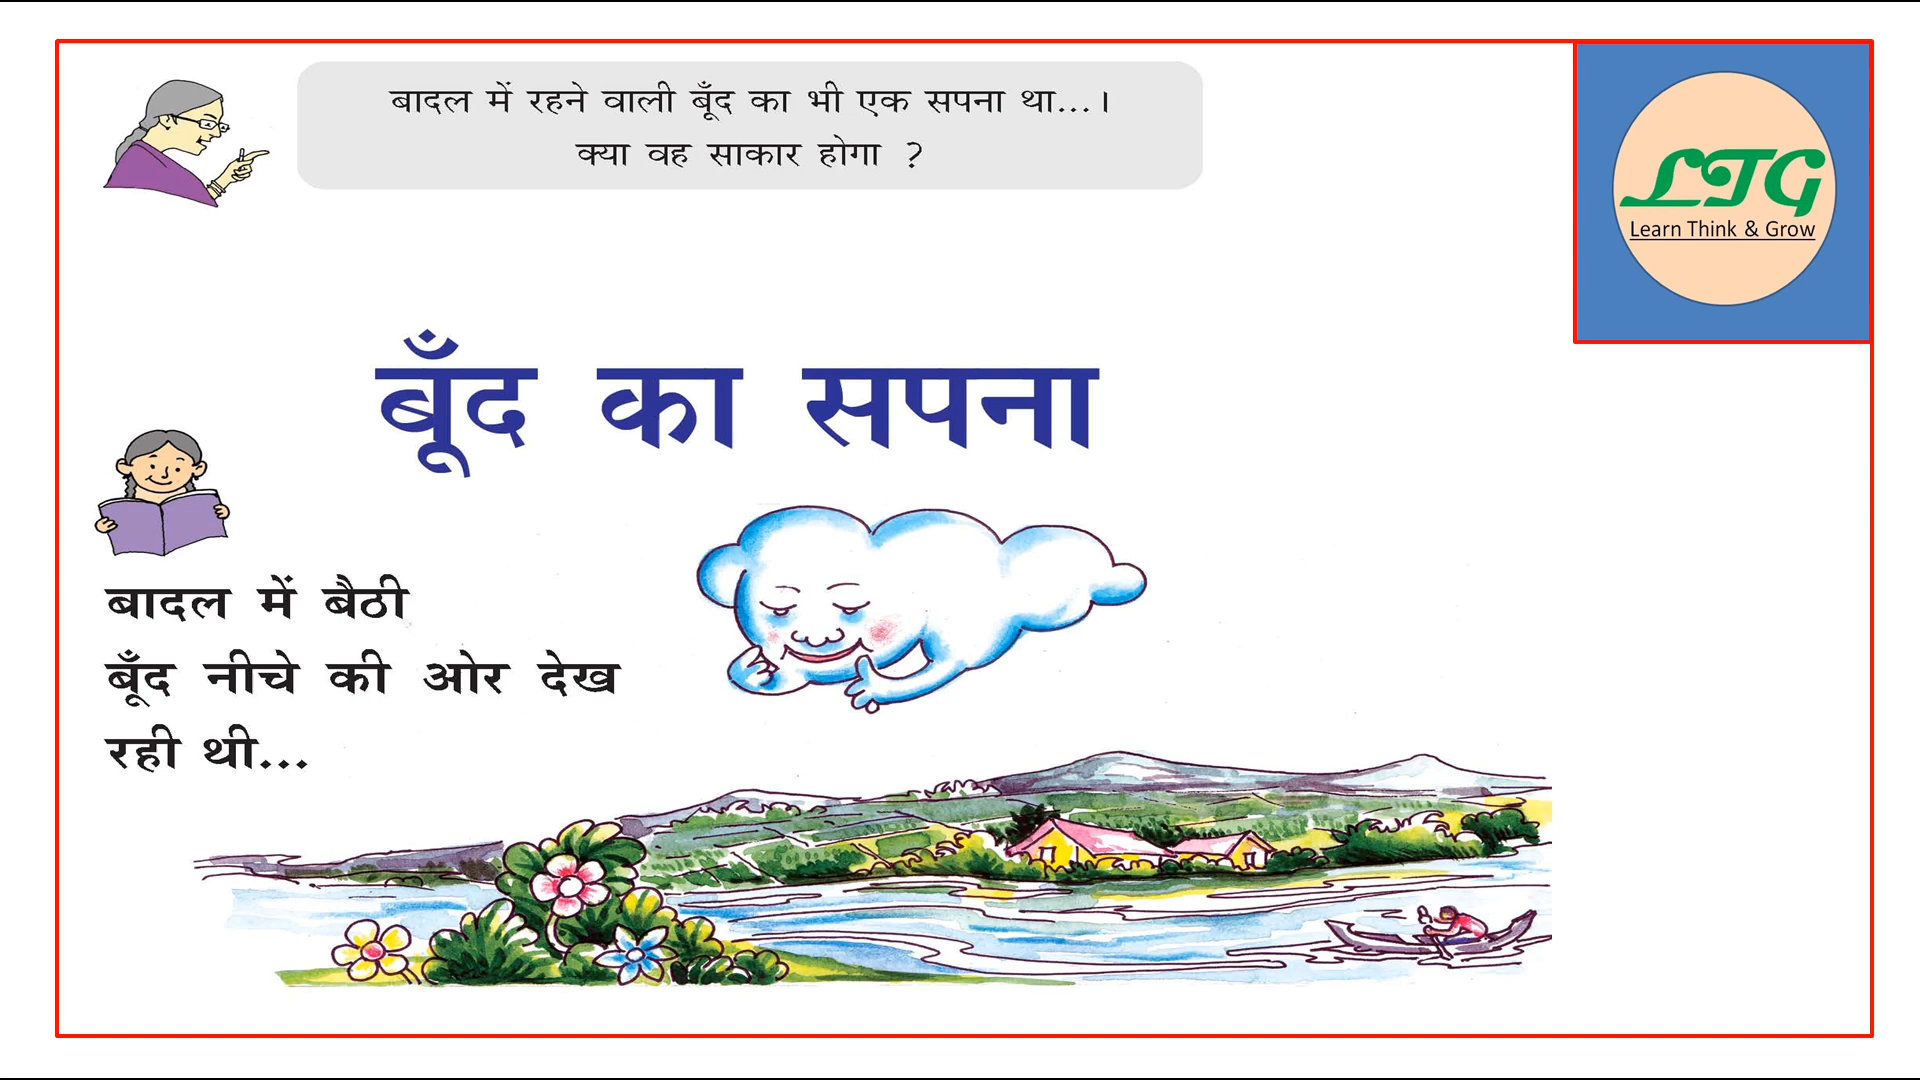 बादल में रहने वाली बूँद का भी एक सपना था...।
क्या वह साकार होगा ?
LTG
Learn Think & Grow
बूँद का सपना
बादल में बैठी
बूँद नीचे की ओर देख
रही थी...